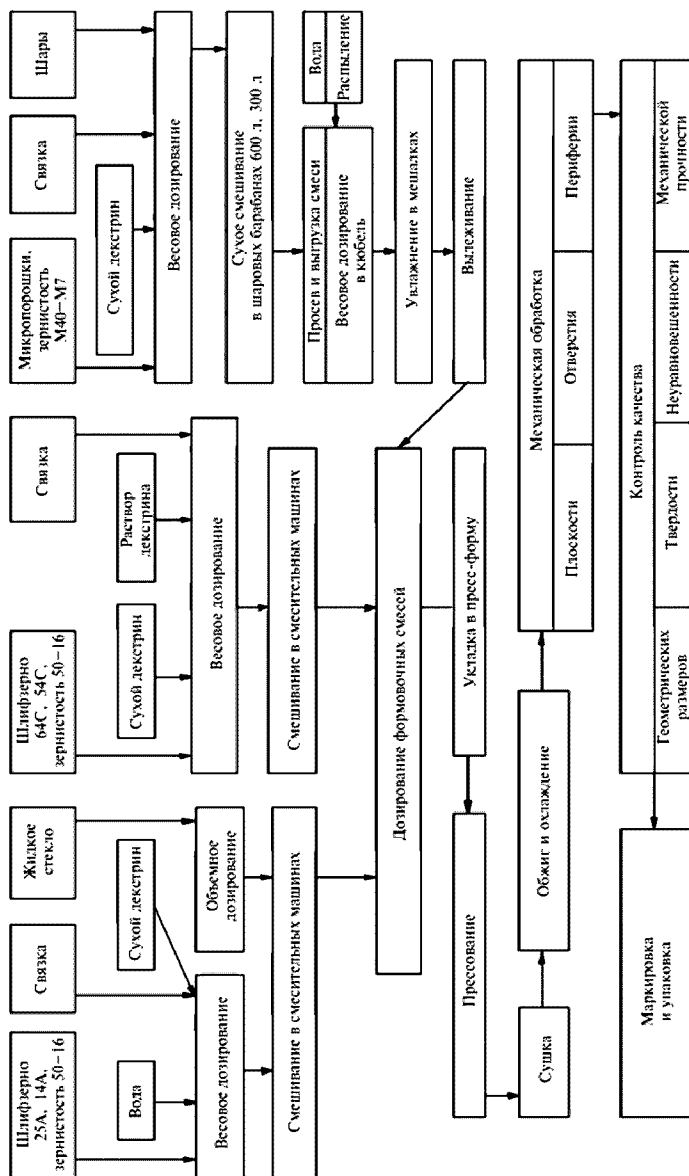 Шлифзерно
25А, 14А,
зернистость 50–16
Связка
Жидкое
стекло
Шлифзерно
64С, 54С,
зернистость 50–16
Связка
Микропорошки,
зернистость
М40–М7
Связка
Шары
Вода
Сухой декстрин
Сухой декстрин
Раствор
декстрина
Сухой декстрин
Весовое дозирование
Объемное
дозирование
Весовое дозирование
Весовое дозирование
Смешивание в смесительных машинах
Смешивание в смесительных машинах
Сухое смешивание
в шаровых барабанах 600 л, 300 л
Просев и выгрузка смеси
Весовое дозирование
в кюбель
Вода
Распыление
Дозирование формовочных смесей
Увлажнение в мешалках
Прессование
Укладка в пресс-форму
Вылеживание
Сушка
Обжиг и охлаждение
Механическая обработка
Плоскости
Отверстия
Периферии
Маркировка
и упаковка
Контроль качества
Геометрических
размеров
Твердости
Неуравновешенности
Механической
прочности